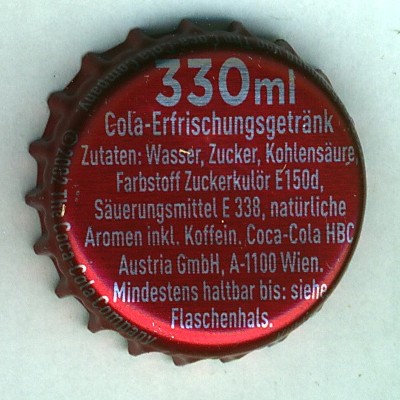 330ml
Cola-Erfrischungsgetränk
Zutaten: Wasser, Zucker, Kohlensäure,
Farbstoff Zuckerkulör E150d,
Säuerungsmittel E 338, natürliche
Aromen inkl. Koffein, Coca-Cola HBC
Austria GmbH, A-1100 Wien.
Mindestens haltbar bis: siehe
Flaschenhals.
The Coca-Cola Company